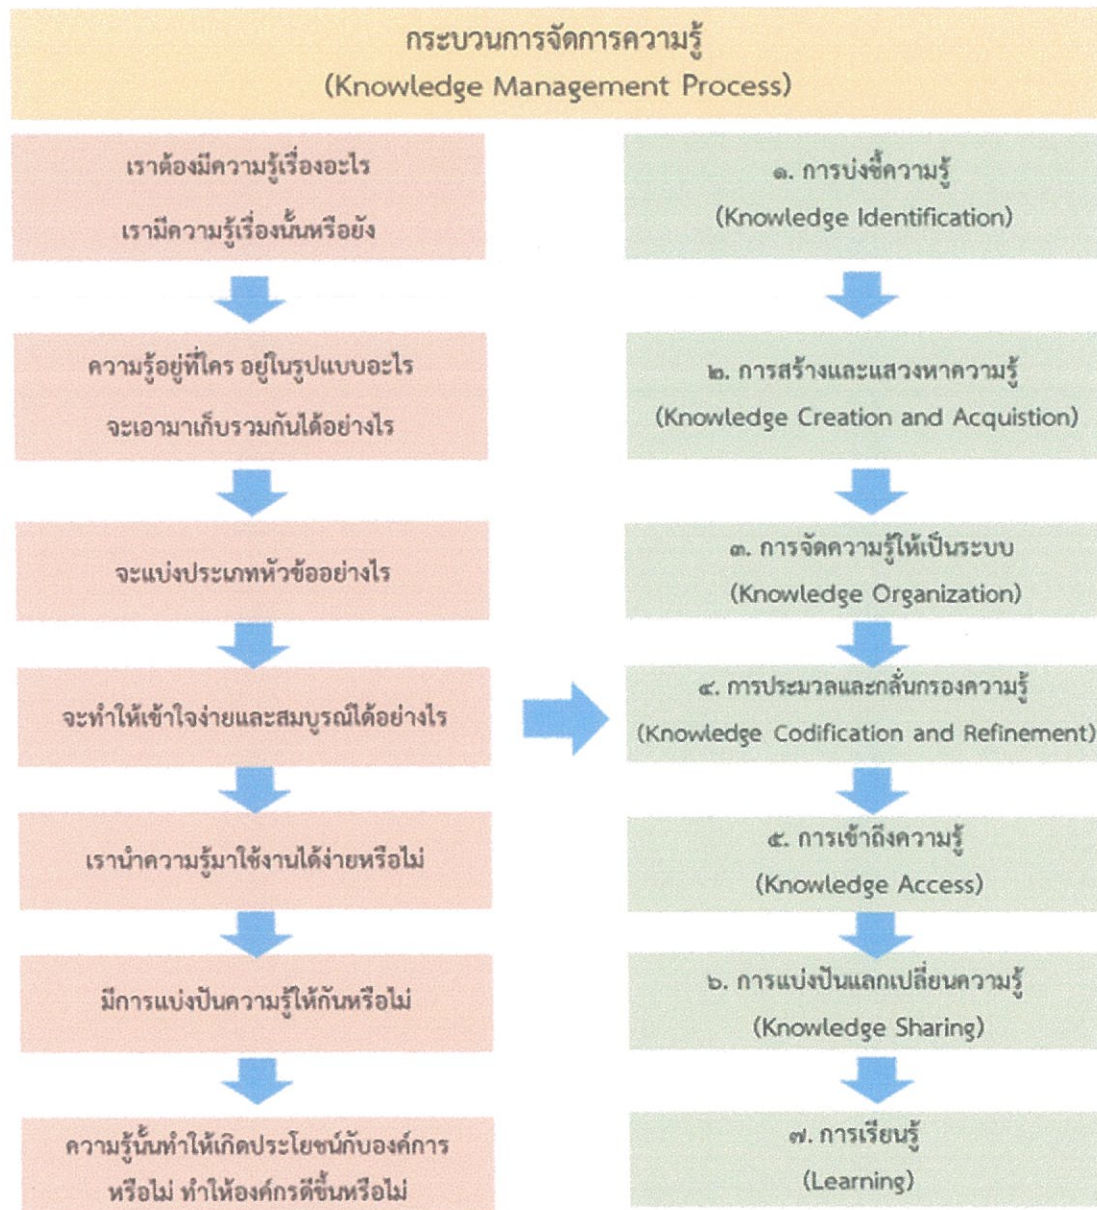 กระบวนการจัดการความรู้
(Knowledge Management Process)
เราต้องมีความรู้เรื่องอะไร
เรามีความรู้เรื่องนั้นหรือยัง
๑. การบ่งชี้ความรู้
(Knowledge Identification)
ความรู้อยู่ที่ใคร อยู่ในรูปแบบอะไร
จะเอามาเก็บรวมกันได้อย่างไร
๒. การสร้างและแสวงหาความรู้
(Knowledge Creation and Acquistion)
จะแบ่งประเภทหัวข้ออย่างไร
๓. การจัดความรู้ให้เป็นระบบ
(Knowledge Organization)
จะทำให้เข้าใจง่ายและสมบูรณ์ได้อย่างไร
๔. การประมวลและกลั่นกรองความรู้
(Knowledge Codification and Refinement)
เรานำความรู้มาใช้งานได้ง่ายหรือไม่
๕. การเข้าถึงความรู้
(Knowledge Access)
มีการแบ่งปันความรู้ให้กันหรือไม่
๖. การแบ่งปันแลกเปลี่ยนความรู้
(Knowledge Sharing)
ความรู้นั้นทำให้เกิดประโยชน์กับองค์การ
หรือไม่ ทำให้องค์กรดีขึ้นหรือไม่
๗. การเรียนรู้
(Learning)